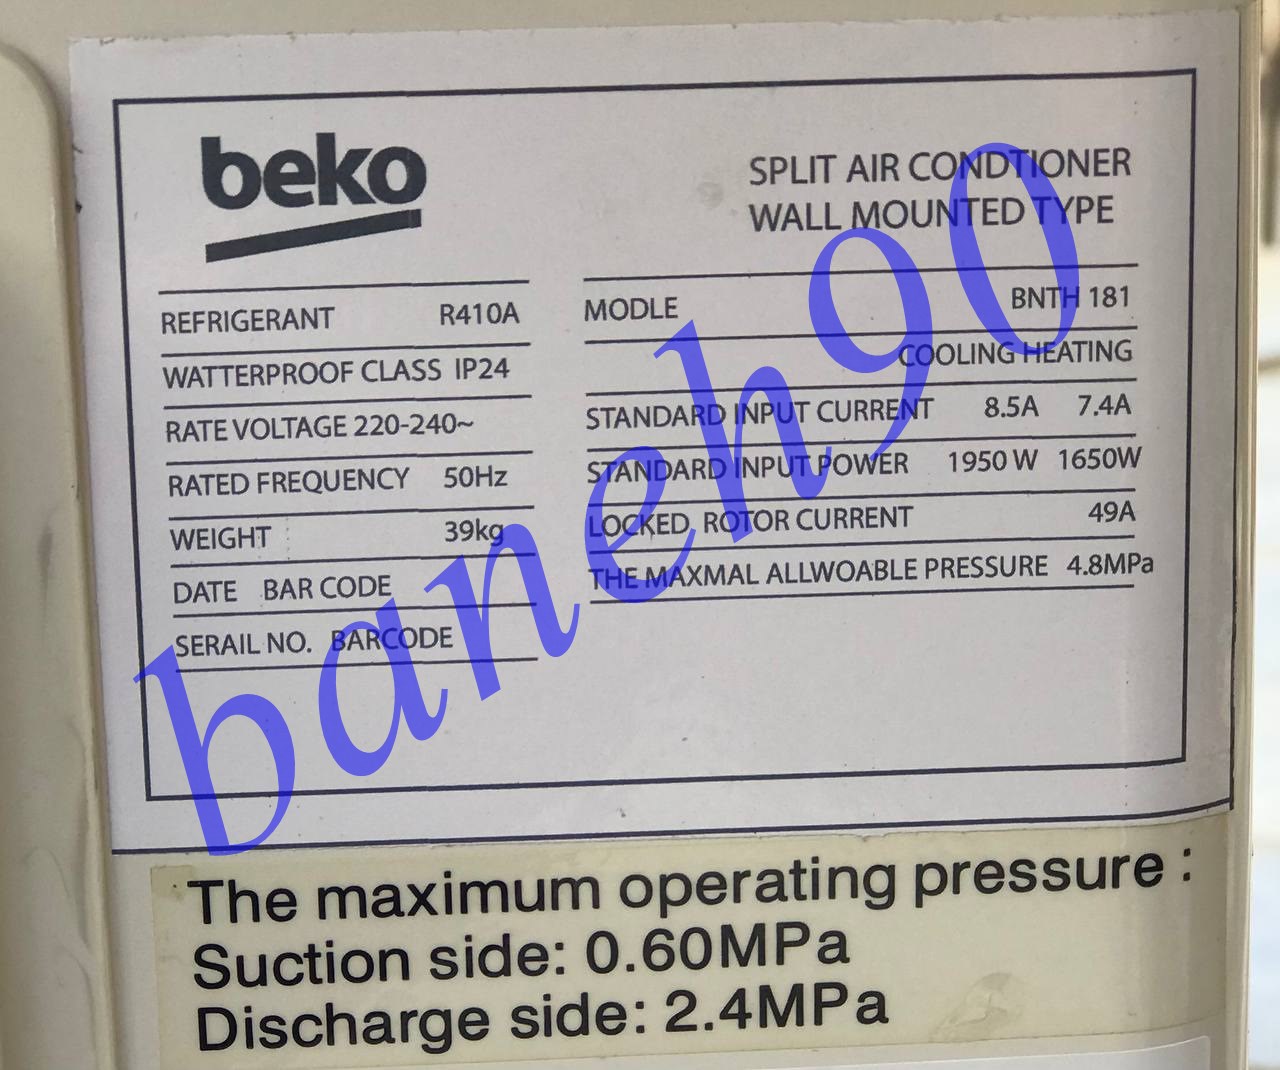 beko
SPLIT AIR CONDTIONER
WALL MOUNTED TYPE
REFRIGERANT R410A
WATTERPROOF CLASS IP24
RATE VOLTAGE 220-240~
RATED FREQUENCY 50Hz
WEIGHT 39kg
DATE BAR CODE
SERAIL NO. BARCODE
MODLE BNTH 181
COOLING HEATING
STANDARD INPUT CURRENT 8.5A 7.4A
STANDARD INPUT POWER 1950 W 1650W
LOCKED ROTOR CURRENT 49A
THE MAXMAL ALLWOABLE PRESSURE 4.8MPa
baneh90
The maximum operating pressure :
Suction side: 0.60MPa
Discharge side: 2.4MPa